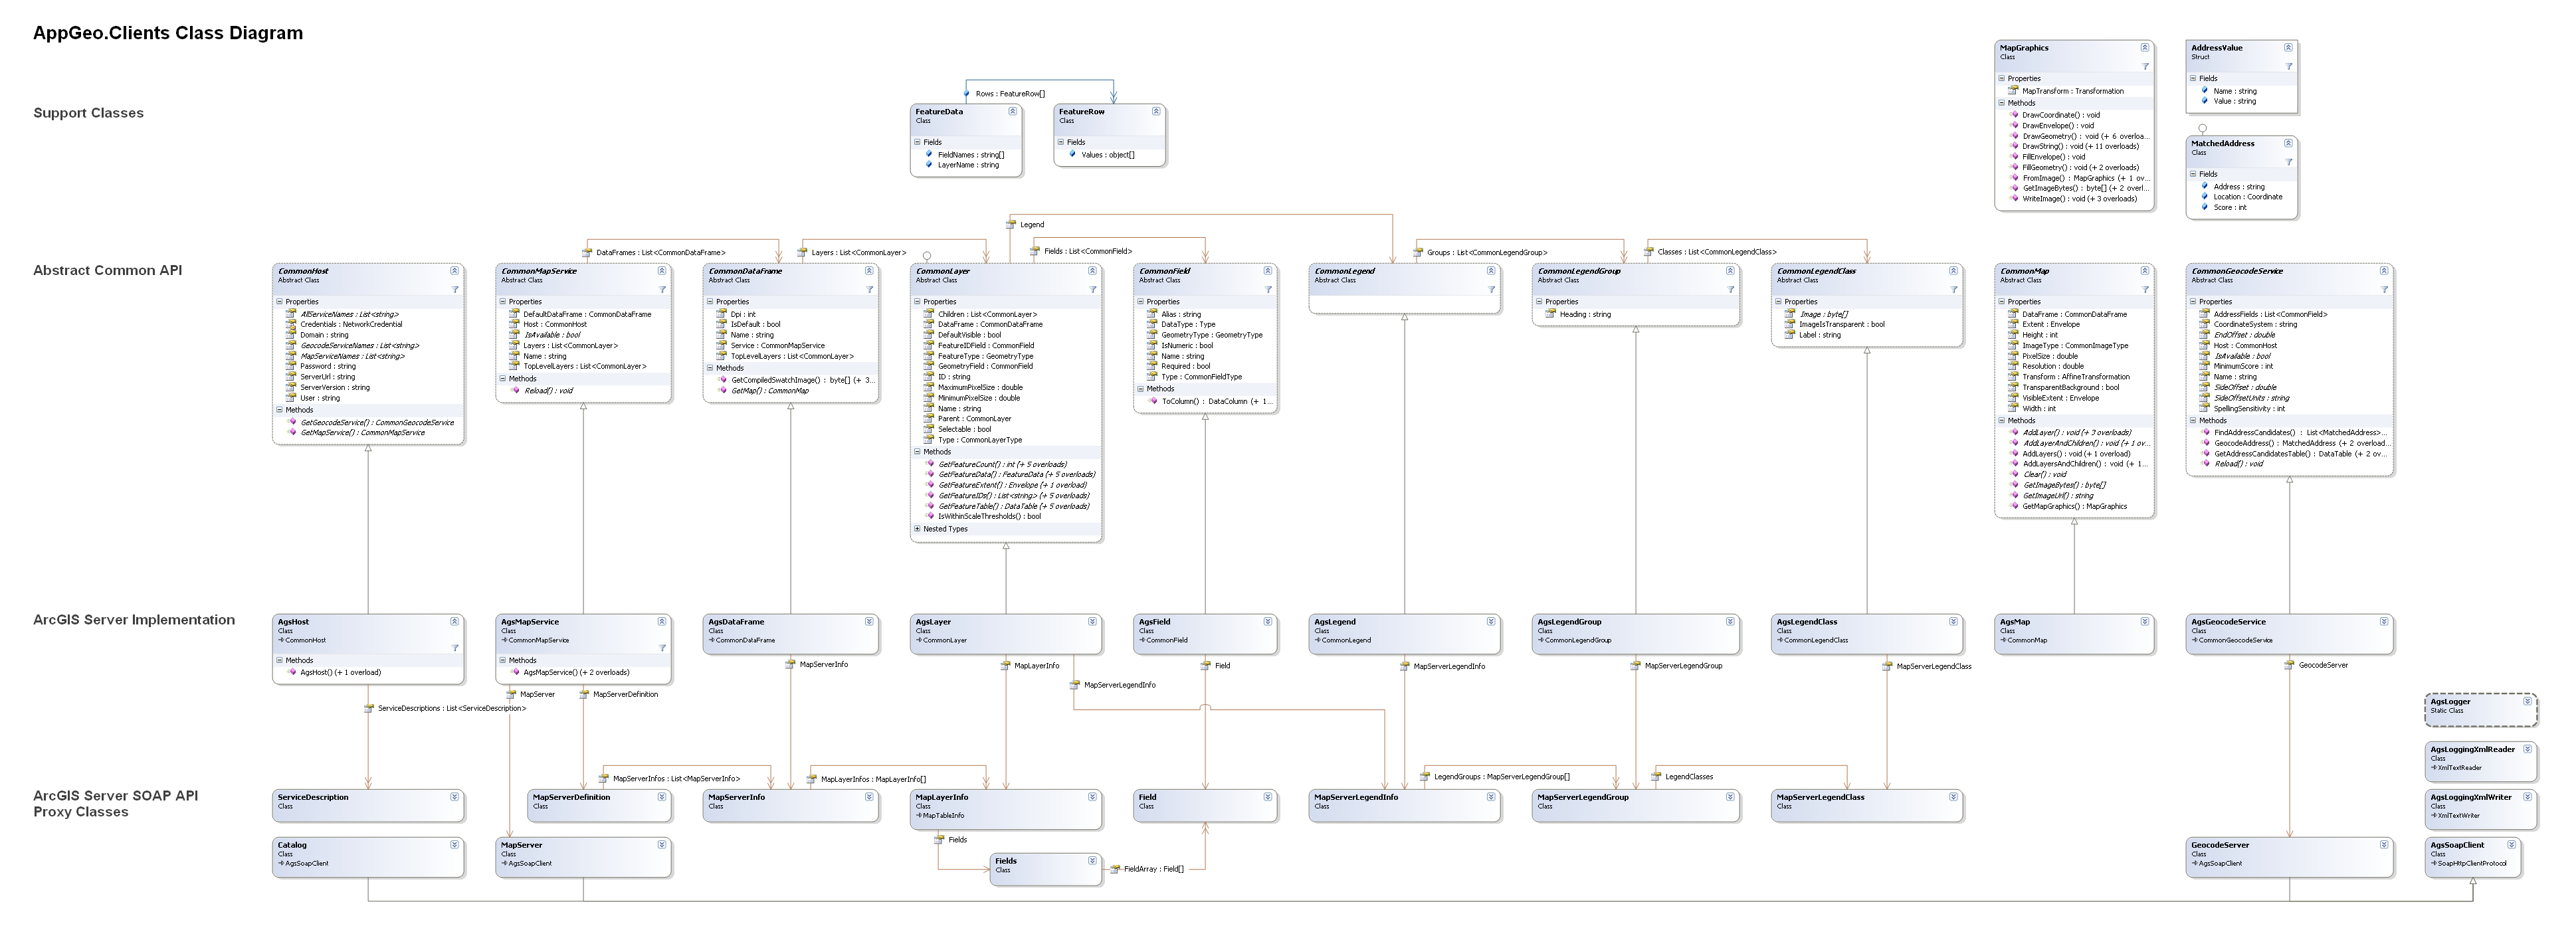 AppGeo.Clients Class Diagram
Support Classes
Rows : FeatureRow[]
FeatureData
Class
Fields
FieldNames : string[]
LayerName : string
FeatureRow
Class
Fields
Values : object[]
MapGraphics
Class
Properties
MapTransform : Transformation
Methods
DrawCoordinate() : void
DrawEnvelope() : void
DrawGeometry() : void (+ 6 overloa...
DrawString() : void (+ 11 overloads)
FillEnvelope() : void
FillGeometry() : void (+ 2 overloads)
FromImage() : MapGraphics (+ 1 ov...
GetImageBytes() : byte[] (+ 2 overl...
WriteImage() : void (+ 3 overloads)
AddressValue
Struct
Fields
Name : string
Value : string
MatchedAddress
Class
Fields
Address : string
Location : Coordinate
Score : int
Abstract Common API
DataFrames : List<CommonDataFrame>
Layers : List<CommonLayer>
Legend
Fields : List<CommonField>
Groups : List<CommonLegendGroup>
Classes : List<CommonLegendClass>
CommonHost
Abstract Class
Properties
AllServiceNames : List<string>
Credentials : NetworkCredential
Domain : string
GeocodeServiceNames : List<string>
MapServiceNames : List<string>
Password : string
ServerUrl : string
ServerVersion : string
User : string
Methods
GetGeocodeService() : CommonGeocodeService
GetMapService() : CommonMapService
CommonMapService
Abstract Class
Properties
DefaultDataFrame : CommonDataFrame
Host : CommonHost
IsAvailable : bool
Layers : List<CommonLayer>
Name : string
TopLevelLayers : List<CommonLayer>
Methods
Reload() : void
CommonDataFrame
Abstract Class
Properties
Dpi : int
IsDefault : bool
Name : string
Service : CommonMapService
TopLevelLayers : List<CommonLayer>
Methods
GetCompiledSwatchImage() : byte[] (+ 3...
GetMap() : CommonMap
CommonLayer
Abstract Class
Properties
Children : List<CommonLayer>
DataFrame : CommonDataFrame
DefaultVisible : bool
FeatureIDField : CommonField
FeatureType : GeometryType
GeometryField : CommonField
ID : string
MaximumPixelSize : double
MinimumPixelSize : double
Name : string
Parent : CommonLayer
Selectable : bool
Type : CommonLayerType
Methods
GetFeatureCount() : int (+ 5 overloads)
GetFeatureData() : FeatureData (+ 5 overloads)
GetFeatureExtent() : Envelope (+ 1 overload)
GetFeatureIDs() : List<string> (+ 5 overloads)
GetFeatureTable() : DataTable (+ 5 overloads)
IsWithinScaleThresholds() : bool
Nested Types
CommonField
Abstract Class
Properties
Alias : string
DataType : Type
GeometryType : GeometryType
IsNumeric : bool
Name : string
Required : bool
Type : CommonFieldType
Methods
ToColumn() : DataColumn (+ 1...
CommonLegend
Abstract Class
CommonLegendGroup
Abstract Class
Properties
Heading : string
CommonLegendClass
Abstract Class
Properties
Image : byte[]
ImageIsTransparent : bool
Label : string
CommonMap
Abstract Class
Properties
DataFrame : CommonDataFrame
Extent : Envelope
Height : int
ImageType : CommonImageType
PixelSize : double
Resolution : double
Transform : AffineTransformation
TransparentBackground : bool
VisibleExtent : Envelope
Width : int
Methods
AddLayer() : void (+ 3 overloads)
AddLayerAndChildren() : void (+ 1 ov...
AddLayers() : void (+ 1 overload)
AddLayersAndChildren() : void (+ 1...
Clear() : void
GetImageBytes() : byte[]
GetImageUrl() : string
GetMapGraphics() : MapGraphics
CommonGeocodeService
Abstract Class
Properties
AddressFields : List<CommonField>
CoordinateSystem : string
EndOffset : double
Host : CommonHost
IsAvailable : bool
MinimumScore : int
Name : string
SideOffset : double
SideOffsetUnits : string
SpellingSensitivity : int
Methods
FindAddressCandidates() : List<MatchedAddress>...
GeocodeAddress() : MatchedAddress (+ 2 overload...
GetAddressCandidatesTable() : DataTable (+ 2 ov...
Reload() : void
ArcGIS Server Implementation
AgsHost
Class
CommonHost
Methods
AgsHost() (+ 1 overload)
AgsMapService
Class
CommonMapService
Methods
AgsMapService() (+ 2 overloads)
AgsDataFrame
Class
CommonDataFrame
AgsLayer
Class
CommonLayer
AgsField
Class
CommonField
AgsLegend
Class
CommonLegend
AgsLegendGroup
Class
CommonLegendGroup
AgsLegendClass
Class
CommonLegendClass
AgsMap
Class
CommonMap
AgsGeocodeService
Class
CommonGeocodeService
MapServerInfo
MapLayerInfo
Field
MapServerLegendInfo
MapServerLegendGroup
MapServerLegendClass
GeocodeServer
MapServerLegendInfo
MapServer
MapServerDefinition
ServiceDescriptions : List<ServiceDescription>
AgsLogger
Static Class
AgsLoggingXmlReader
Class
XmlTextReader
AgsLoggingXmlWriter
Class
XmlTextWriter
ArcGIS Server SOAP API
Proxy Classes
MapServerInfos : List<MapServerInfo>
MapLayerInfos : MapLayerInfo[]
LegendGroups : MapServerLegendGroup[]
LegendClasses
ServiceDescription
Class
MapServerDefinition
Class
MapServerInfo
Class
MapLayerInfo
Class
MapTableInfo
Field
Class
MapServerLegendInfo
Class
MapServerLegendGroup
Class
MapServerLegendClass
Class
Catalog
Class
AgsSoapClient
MapServer
Class
AgsSoapClient
Fields
Fields
Class
FieldArray : Field[]
GeocodeServer
Class
AgsSoapClient
AgsSoapClient
Class
SoapHttpClientProtocol